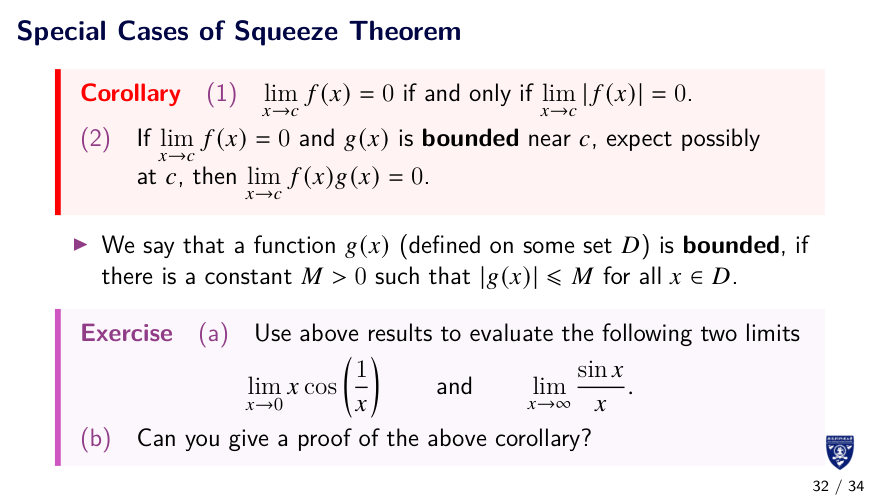 Special Cases of Squeeze Theorem
Corollary (1) lim_{x→c} f(x) = 0 if and only if lim_{x→c} |f(x)| = 0.
(2) If lim_{x→c} f(x) = 0 and g(x) is bounded near c, expect possibly
at c, then lim_{x→c} f(x)g(x) = 0.
▶ We say that a function g(x) (defined on some set D) is bounded, if
there is a constant M > 0 such that |g(x)| ⩽ M for all x ∈ D.
Exercise (a) Use above results to evaluate the following two limits
lim_{x→0} x cos(1/x) and lim_{x→∞} sin x / x.
(b) Can you give a proof of the above corollary?
32 / 34